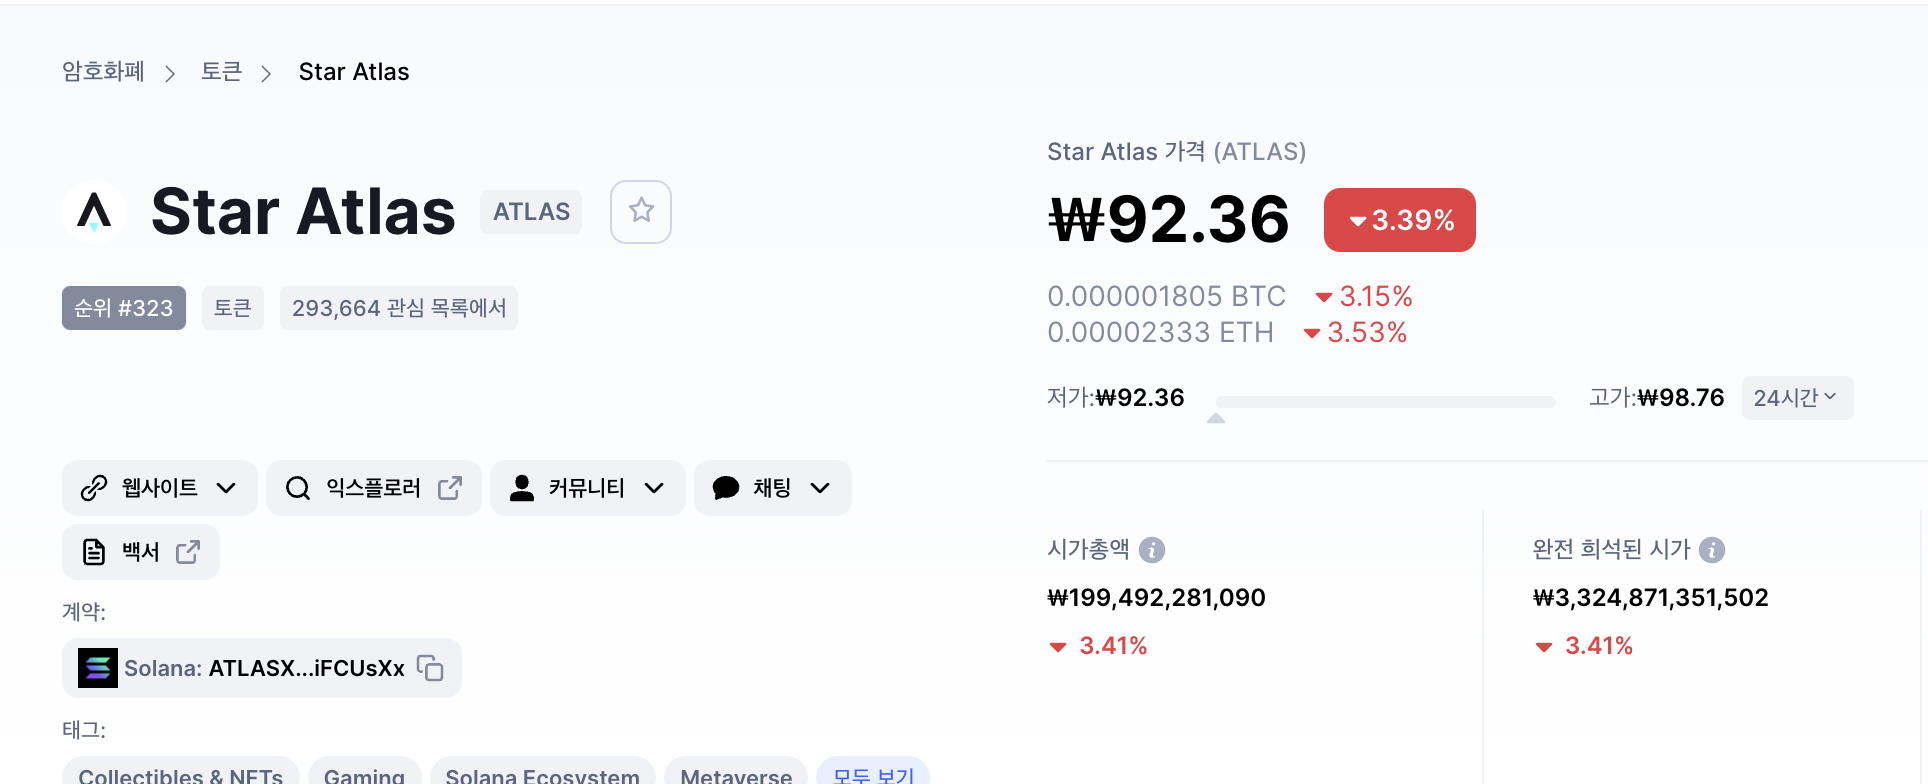 암호화폐 > 토큰 > Star Atlas
Star Atlas ATLAS
순위 #323 토큰 293,664 관심 목록에서
웹사이트 익스플로러 커뮤니티 채팅
백서
계약:
Solana: ATLASX...iFCUsXx
태그:
Collectibles & NFTs Gaming Solana Ecosystem Metaverse 모두 보기
Star Atlas 가격 (ATLAS)
₩92.36 3.39%
0.000001805 BTC 3.15%
0.00002333 ETH 3.53%
저가:₩92.36 고가:₩98.76 24시간
시가총액
₩199,492,281,090
3.41%
완전 희석된 시가
₩3,324,871,351,502
3.41%